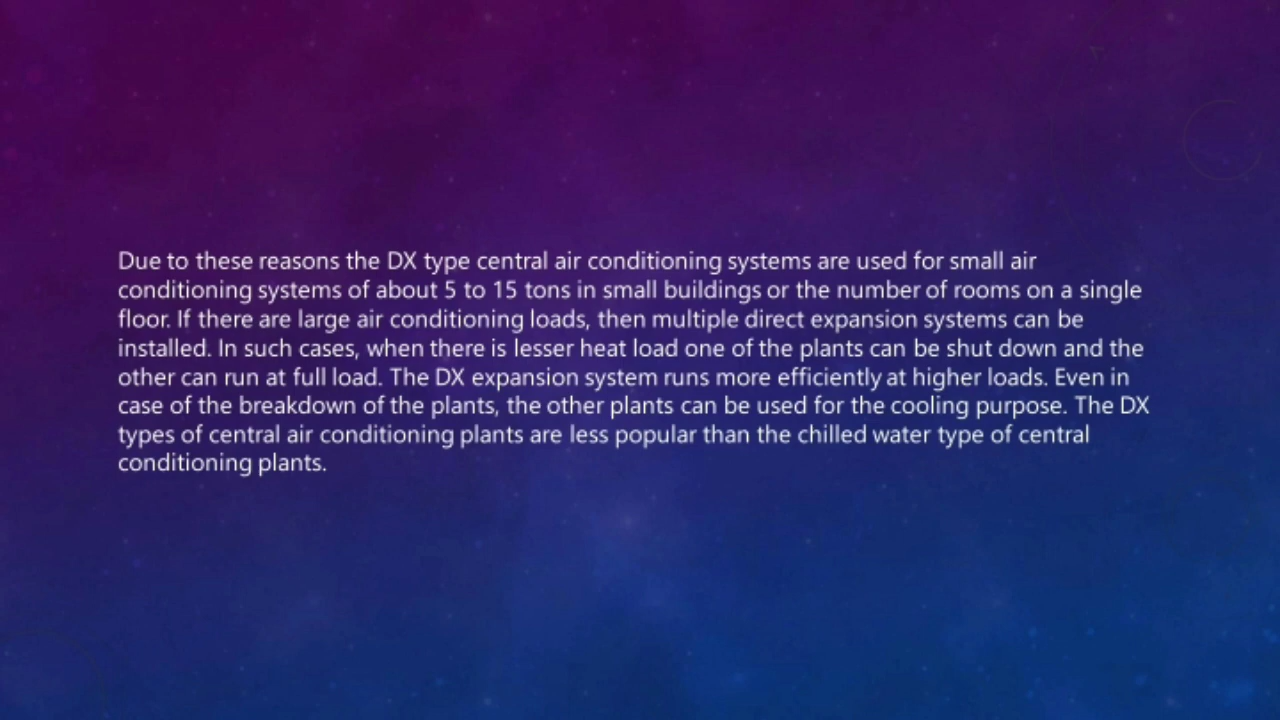 Due to these reasons the DX type central air conditioning systems are used for small air
conditioning systems of about 5 to 15 tons in small buildings or the number of rooms on a single
floor. If there are large air conditioning loads, then multiple direct expansion systems can be
installed. In such cases, when there is lesser heat load one of the plants can be shut down and the
other can run at full load. The DX expansion system runs more efficiently at higher loads. Even in
case of the breakdown of the plants, the other plants can be used for the cooling purpose. The DX
types of central air conditioning plants are less popular than the chilled water type of central
conditioning plants.